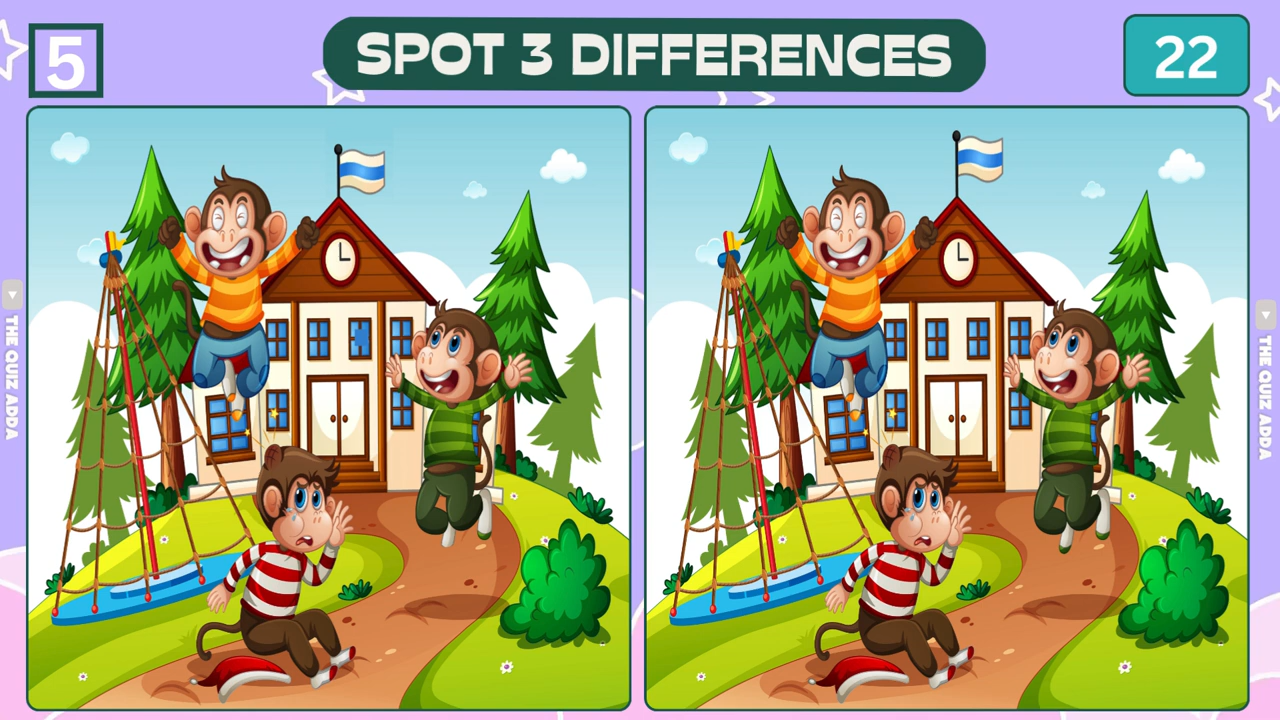 5
SPOT 3 DIFFERENCES
22
THE QUIZ ADDA
THE QUIZ ADDA